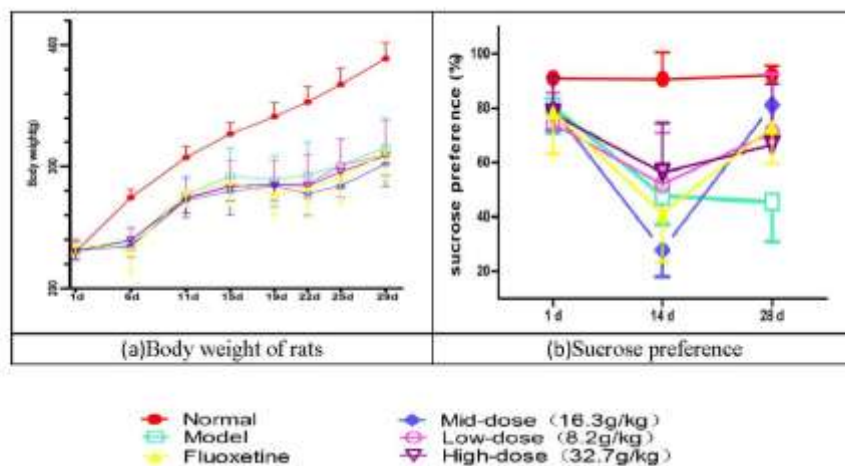 400
300
200
Body weight(g)
1d 6d 11d 15d 19d 22d 25d 29d
100
80
60
40
20
sucrose preference (%)
1 d 14 d 28 d
(a)Body weight of rats
(b)Sucrose preference
Normal
Model
Fluoxetine
Mid-dose（16.3g/kg）
Low-dose（8.2g/kg）
High-dose（32.7g/kg）